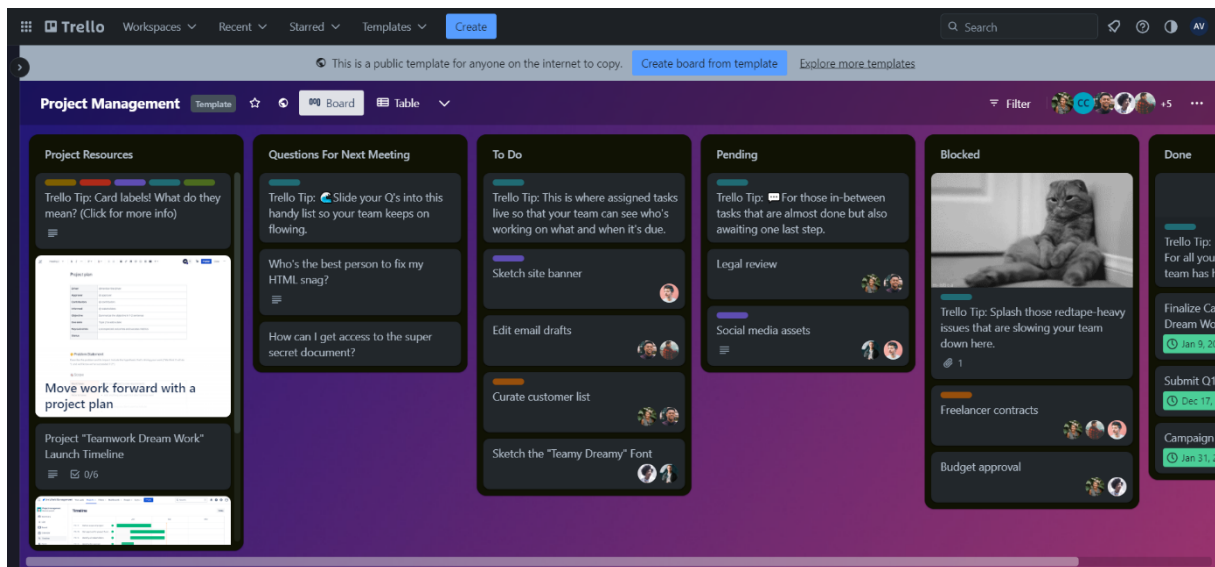 Trello
Workspaces
Recent
Starred
Templates
Create
Search
AV
This is a public template for anyone on the internet to copy.
Create board from template
Explore more templates
Project Management
Template
Board
Table
Filter
CC
+5
Project Resources
Trello Tip: Card labels! What do they
mean? (Click for more info)
Project plan
Move work forward with a
project plan
Project "Teamwork Dream Work"
Launch Timeline
0/6
Timeline
Questions For Next Meeting
Trello Tip: 🌊 Slide your Q's into this
handy list so your team keeps on
flowing.
Who's the best person to fix my
HTML snag?
How can I get access to the super
secret document?
To Do
Trello Tip: This is where assigned tasks
live so that your team can see who's
working on what and when it's due.
Sketch site banner
Edit email drafts
Curate customer list
Sketch the "Teamy Dreamy" Font
Pending
Trello Tip: 💬 For those in-between
tasks that are almost done but also
awaiting one last step.
Legal review
Social media assets
Blocked
Trello Tip: Splash those redtape-heavy
issues that are slowing your team
down here.
1
Freelancer contracts
Budget approval
Done
Trello Tip:
For all you
team has h
Finalize Ca
Dream Wo
Jan 9, 20
Submit Q1
Dec 17,
Campaign
Jan 31, 2